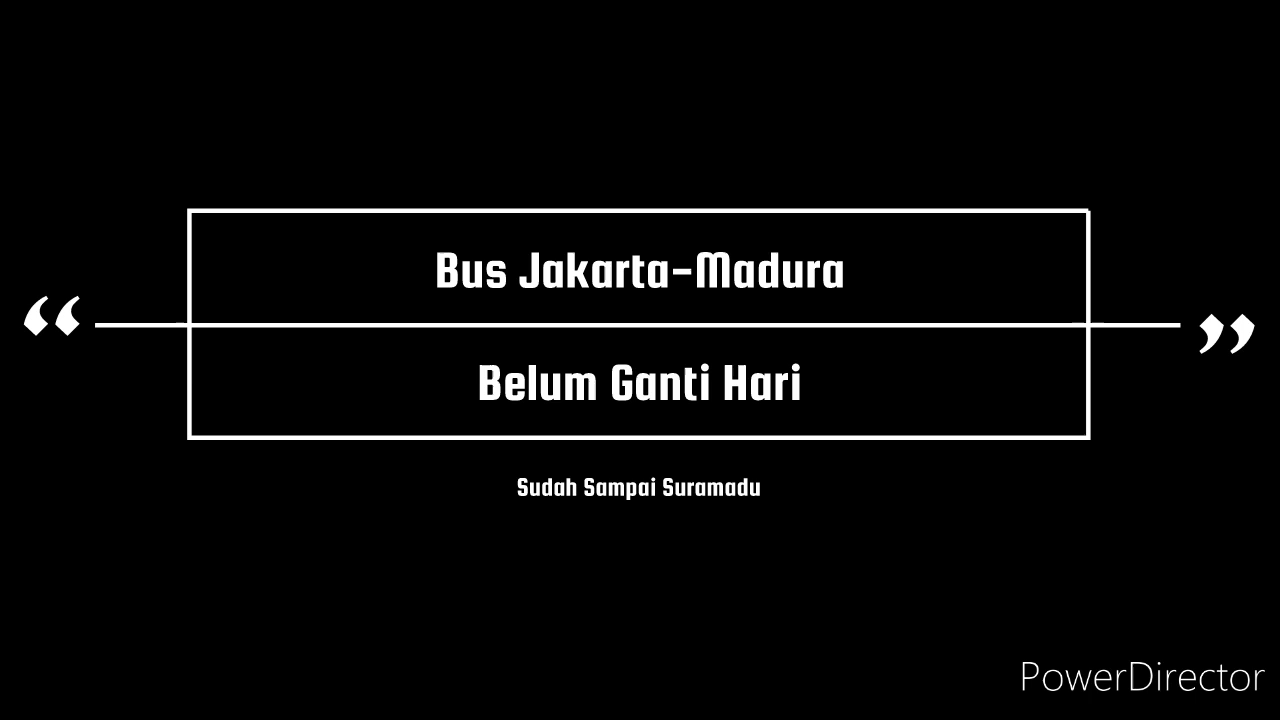 Bus Jakarta-Madura
“ ”
Belum Ganti Hari
Sudah Sampai Suramadu
PowerDirector